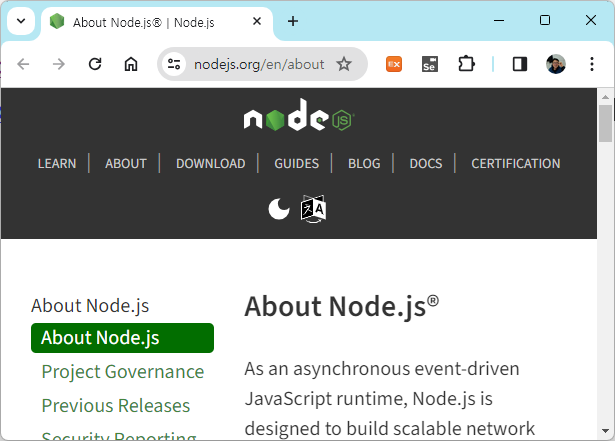 About Node.js® | Node.js
nodejs.org/en/about
Se
node
JS
LEARN | ABOUT | DOWNLOAD | GUIDES | BLOG | DOCS | CERTIFICATION
About Node.js
About Node.js
Project Governance
Previous Releases
Security Reporting
About Node.js®
As an asynchronous event-driven
JavaScript runtime, Node.js is
designed to build scalable network